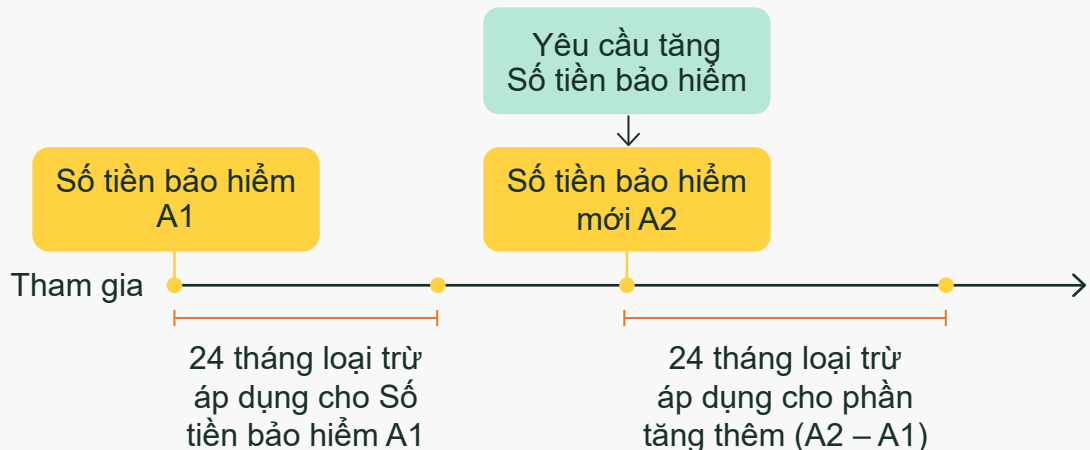 Yêu cầu tăng
Số tiền bảo hiểm
Số tiền bảo hiểm
A1
Số tiền bảo hiểm
mới A2
Tham gia
24 tháng loại trừ
áp dụng cho Số
tiền bảo hiểm A1
24 tháng loại trừ
áp dụng cho phần
tăng thêm (A2 – A1)